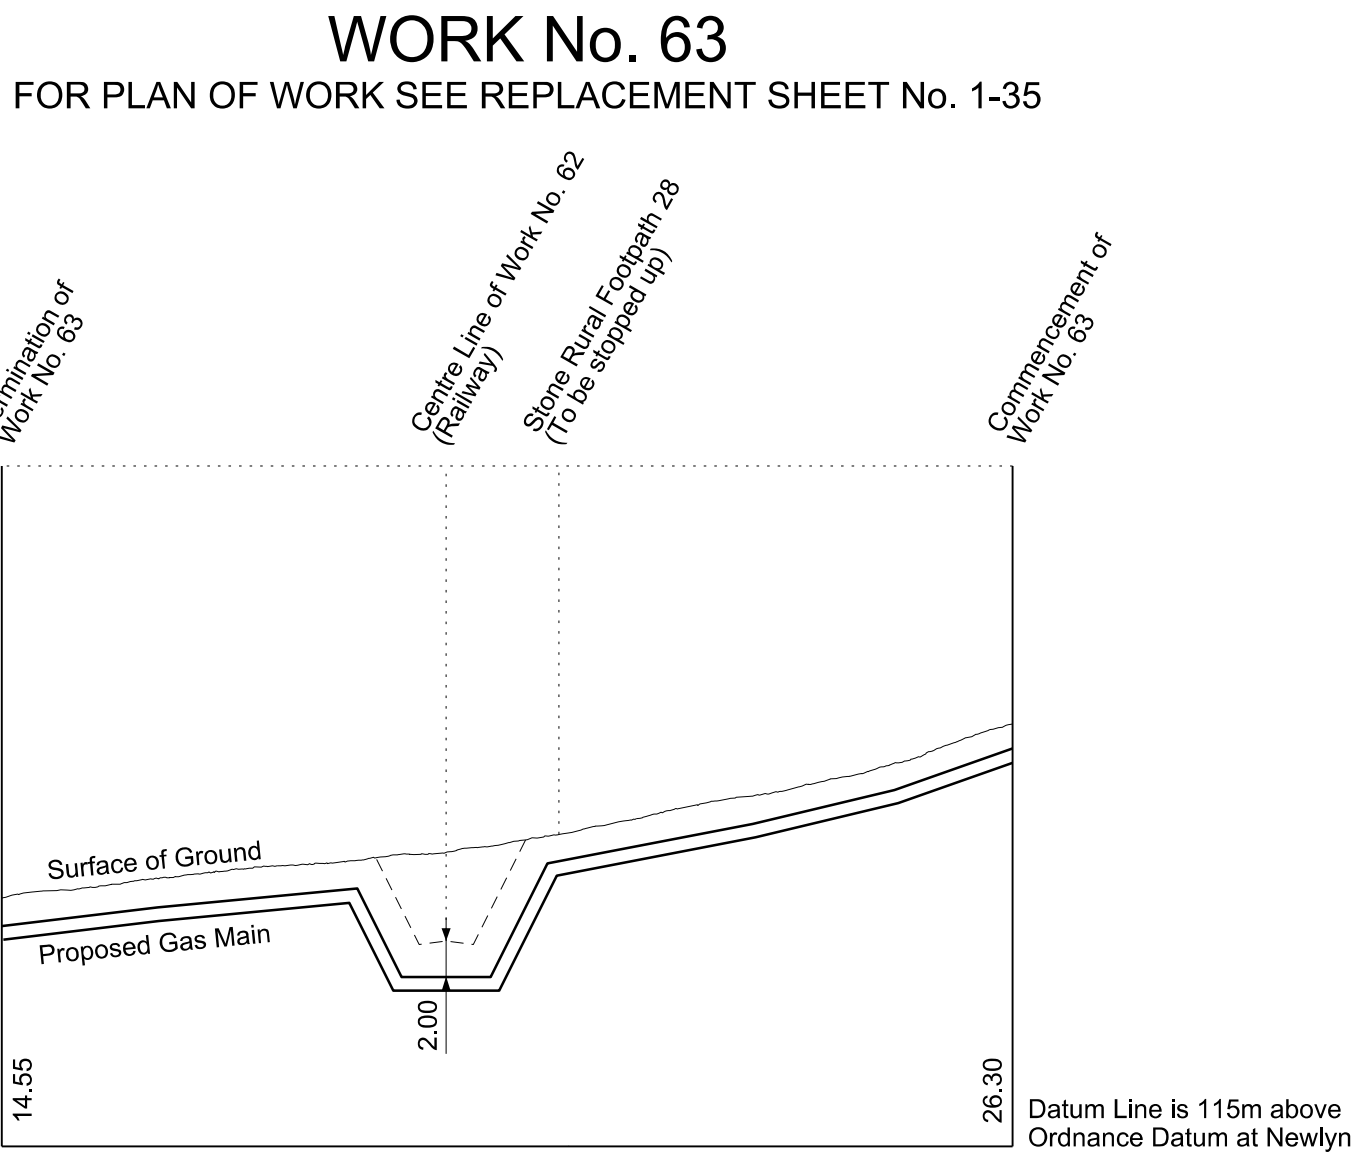 WORK No. 63
FOR PLAN OF WORK SEE REPLACEMENT SHEET No. 1-35
Work No. 63
Centre Line of Work No. 62
(Railway)
Stone Rural Footpath 28
(To be stopped up)
Commencement of
Work No. 63
Surface of Ground
Proposed Gas Main
2.00
14.55
26.30
Datum Line is 115m above
Ordnance Datum at Newlyn